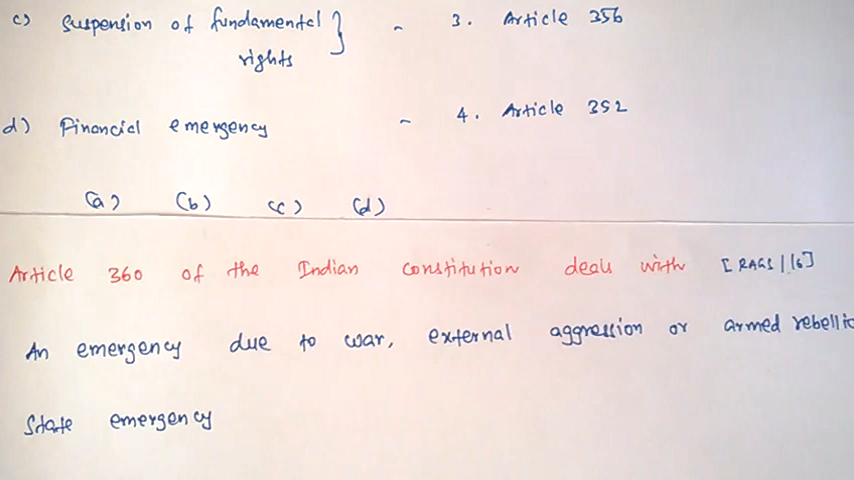 c) Suspension of fundamental rights } - 3. Article 356
d) Financial emergency - 4. Article 352
(a) (b) (c) (d)
Article 360 of the Indian constitution deals with [RAGS|16]
An emergency due to war, external aggression or armed rebellio
State emergency